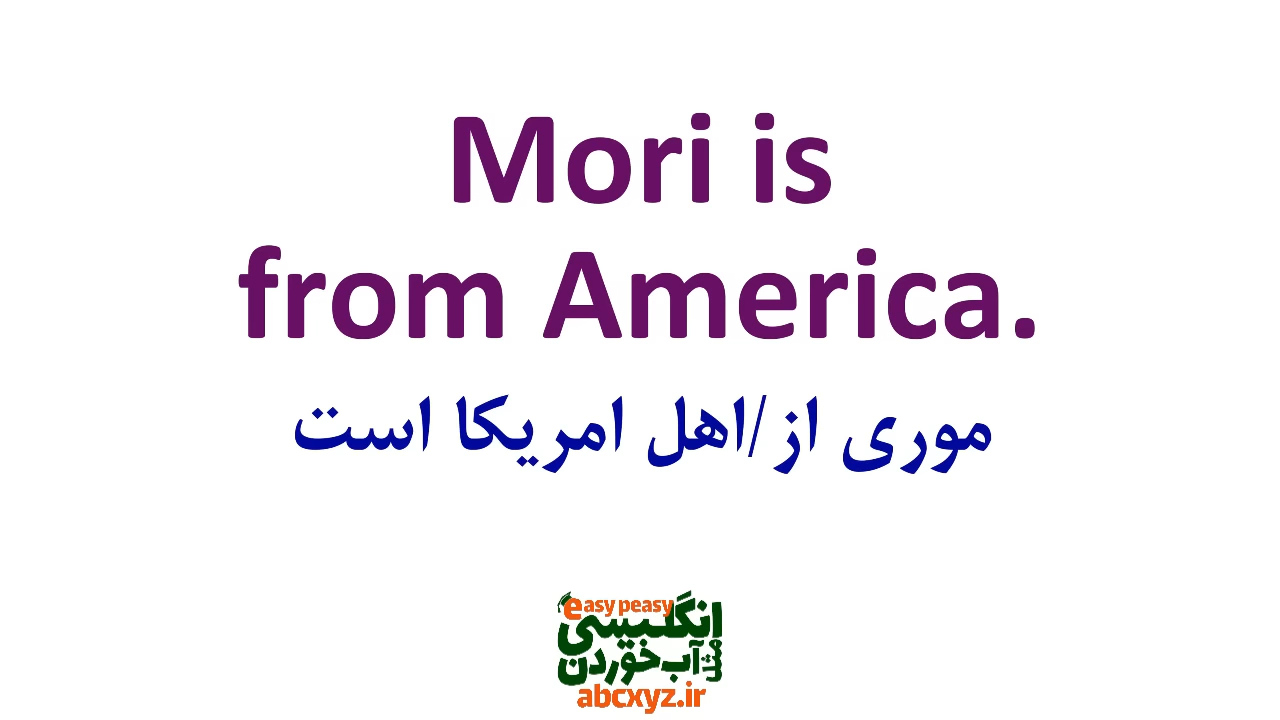 Mori is
from America.
موری از/اهل امریکا است
easy peasy
انگلیسی
مثل آب خوردن
abcxyz.ir